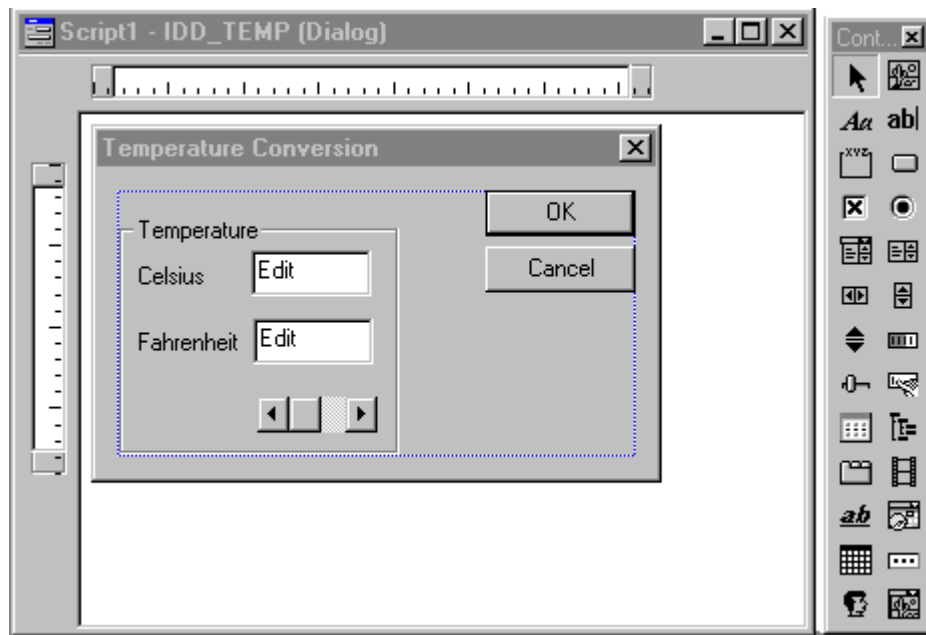 Script1 - IDD_TEMP (Dialog)
Cont...
Aa ab|
XYZ
Temperature Conversion
OK
Temperature
Celsius Edit
Cancel
Fahrenheit Edit
ab